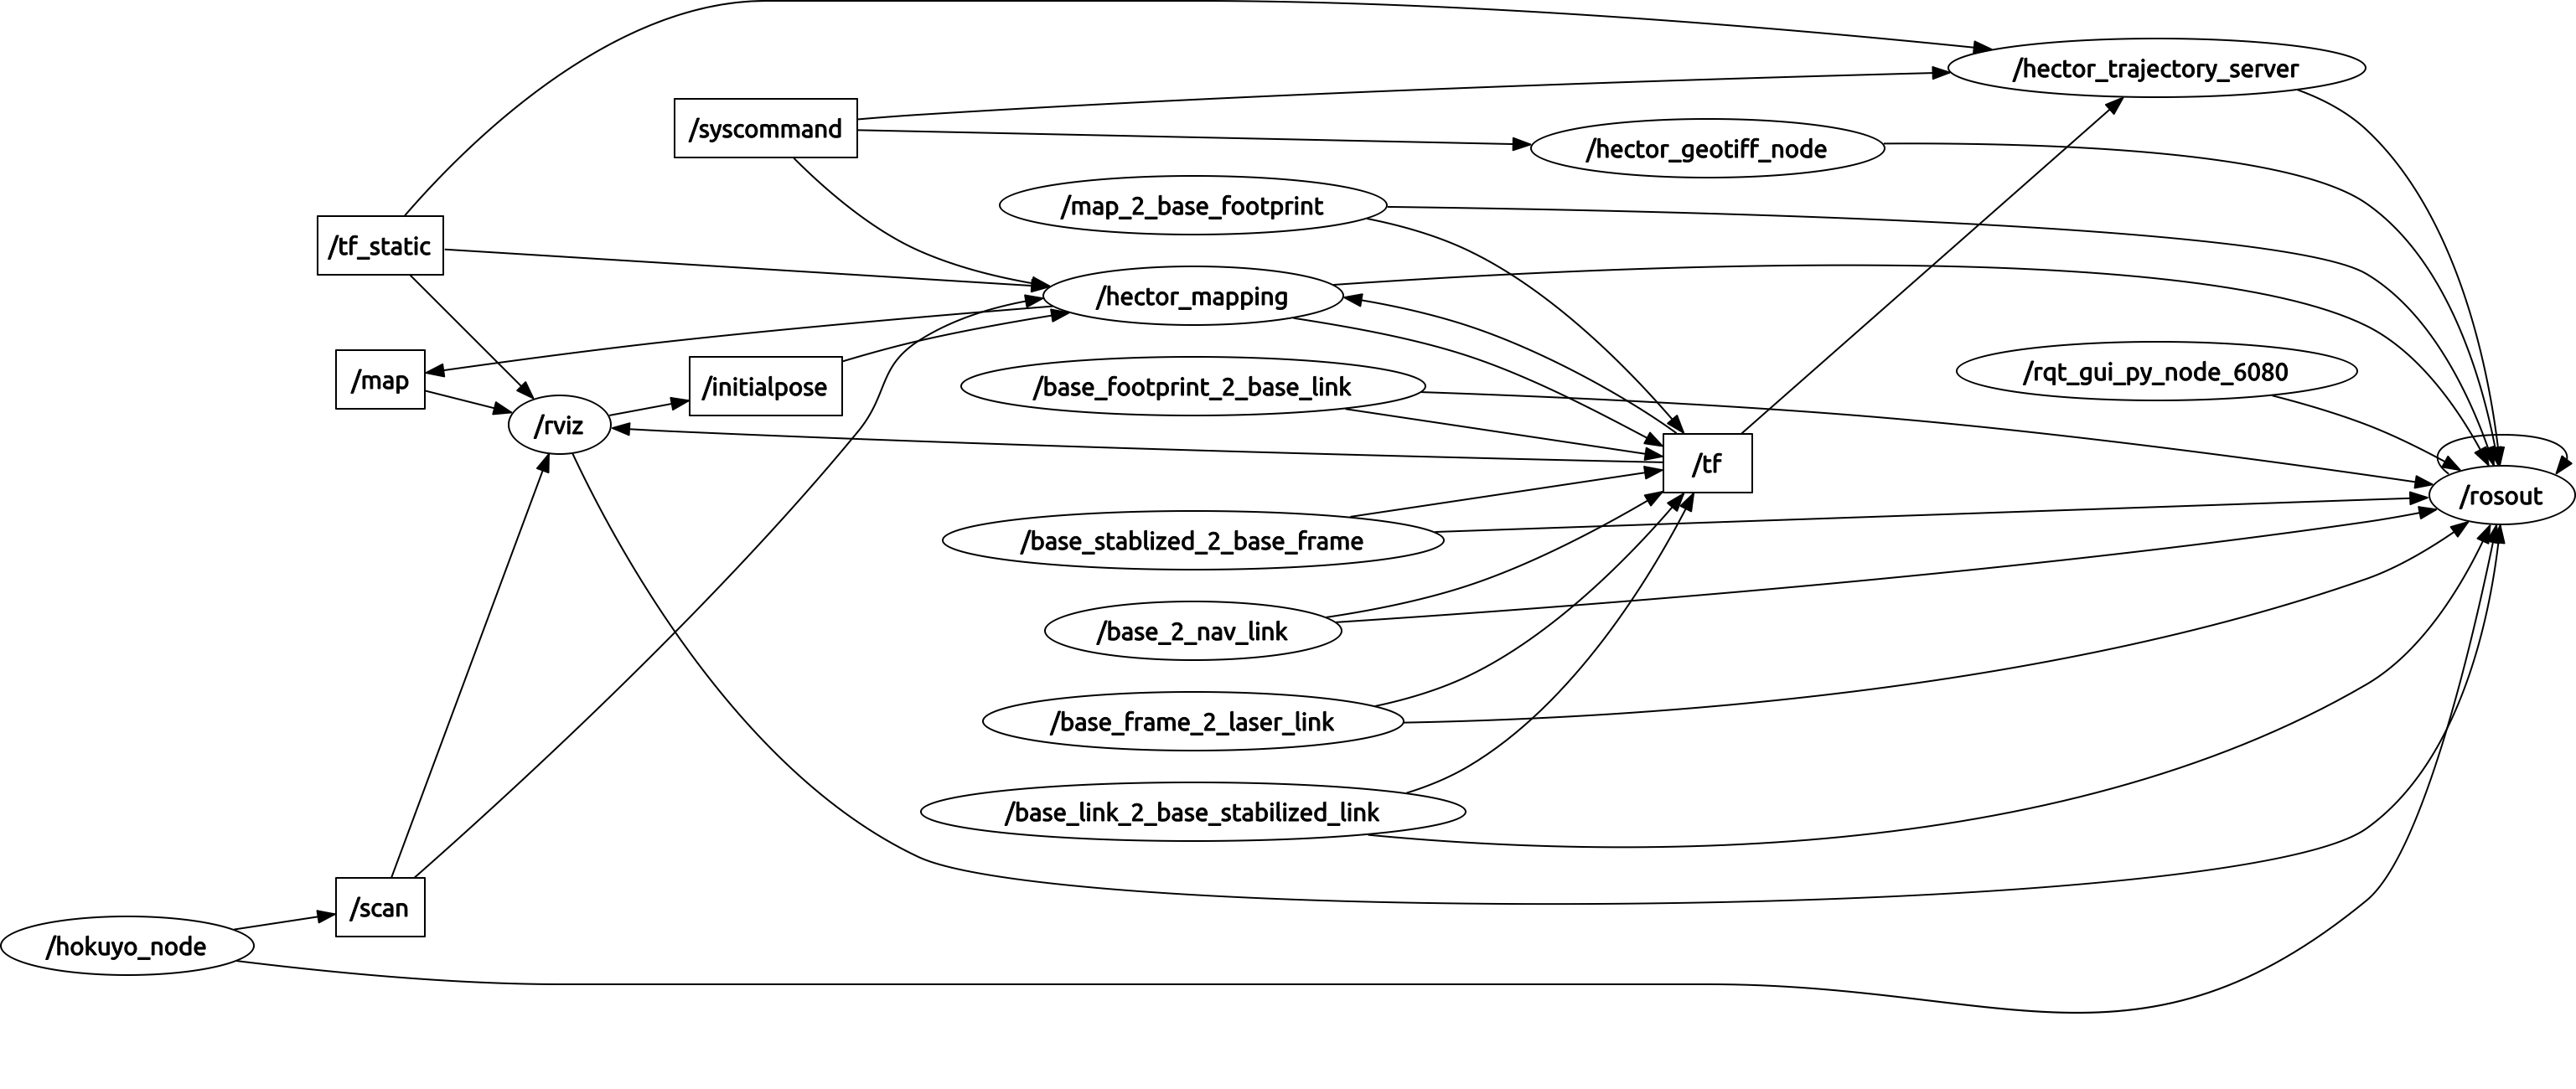 /hector_trajectory_server
/syscommand
/hector_geotiff_node
/map_2_base_footprint
/tf_static
/hector_mapping
/map
/initialpose
/base_footprint_2_base_link
/rqt_gui_py_node_6080
/rviz
/tf
/rosout
/base_stablized_2_base_frame
/base_2_nav_link
/base_frame_2_laser_link
/base_link_2_base_stabilized_link
/scan
/hokuyo_node